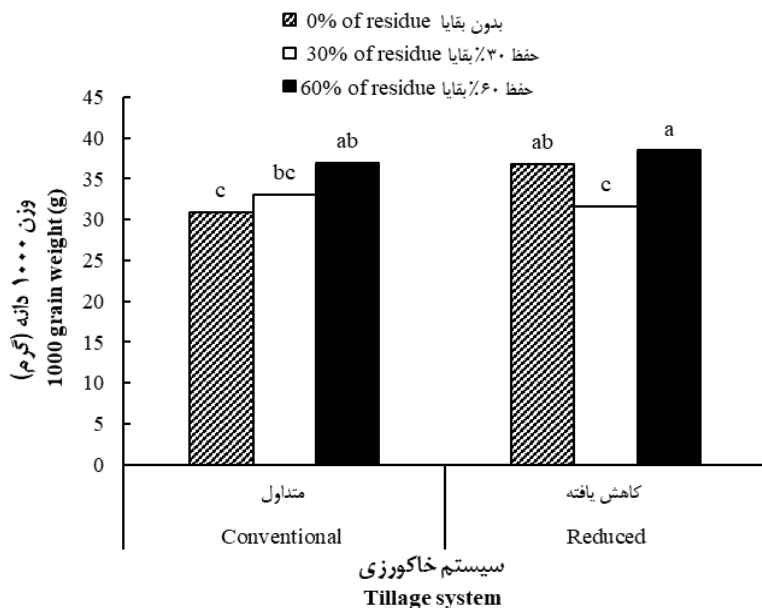 0% of residue بدون بقایا
30% of residue حفظ ۳۰٪ بقایا
60% of residue حفظ ۶۰٪ بقایا
وزن ۱۰۰۰ دانه (گرم)
1000 grain weight (g)
45
40
35
30
25
20
15
10
5
0
c
bc
ab
ab
c
a
متداول
Conventional
کاهش یافته
Reduced
سیستم خاکورزی
Tillage system